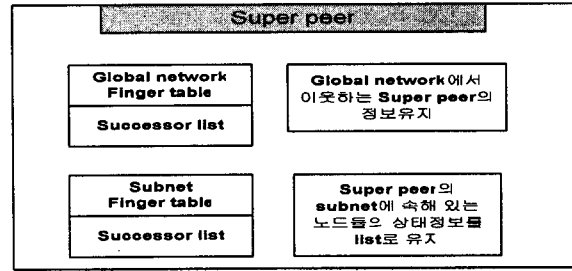 Super peer
Global network
Finger table
Successor list
Global network에서
이웃하는 Super peer의
정보유지
Subnet
Finger table
Successor list
Super peer의
subnet에 속해 있는
노드들의 상태정보를
list로 유지